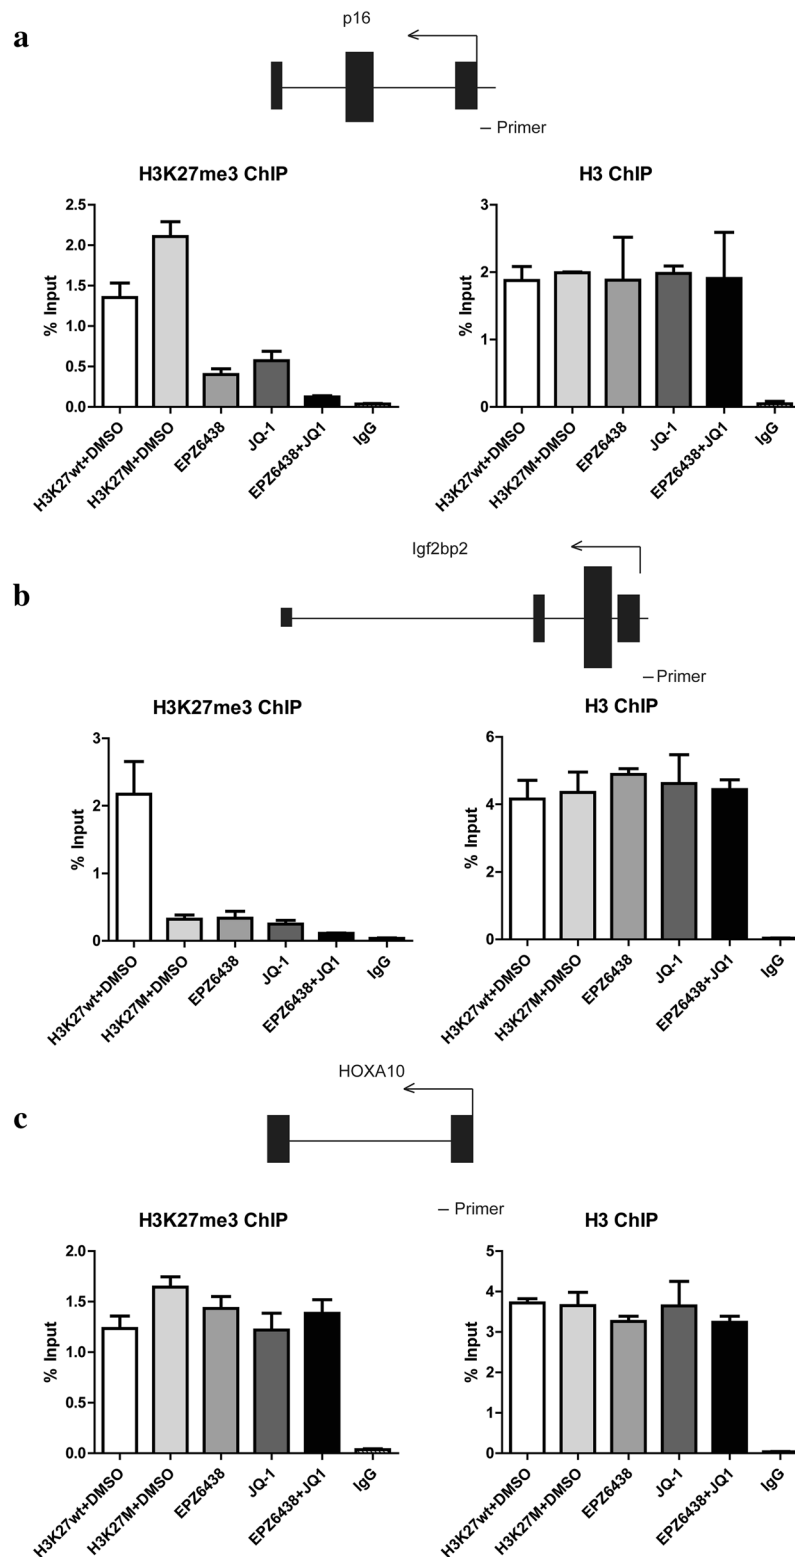 a
p16
– Primer
H3K27me3 ChIP
H3 ChIP
% Input
2.5
2.0
1.5
1.0
0.5
0.0
H3K27wt+DMSO
H3K27M+DMSO
EPZ6438
JQ-1
EPZ6438+JQ1
IgG
% Input
3
2
1
0
H3K27wt+DMSO
H3K27M+DMSO
EPZ6438
JQ-1
EPZ6438+JQ1
IgG
b
Igf2bp2
– Primer
H3K27me3 ChIP
H3 ChIP
% Input
3
2
1
0
H3K27wt+DMSO
H3K27M+DMSO
EPZ6438
JQ-1
EPZ6438+JQ1
IgG
% Input
6
4
2
0
H3K27wt+DMSO
H3K27M+DMSO
EPZ6438
JQ-1
EPZ6438+JQ1
IgG
c
HOXA10
– Primer
H3K27me3 ChIP
H3 ChIP
% Input
2.0
1.5
1.0
0.5
0.0
H3K27wt+DMSO
H3K27M+DMSO
EPZ6438
JQ-1
EPZ6438+JQ1
IgG
% Input
5
4
3
2
1
0
H3K27wt+DMSO
H3K27M+DMSO
EPZ6438
JQ-1
EPZ6438+JQ1
IgG